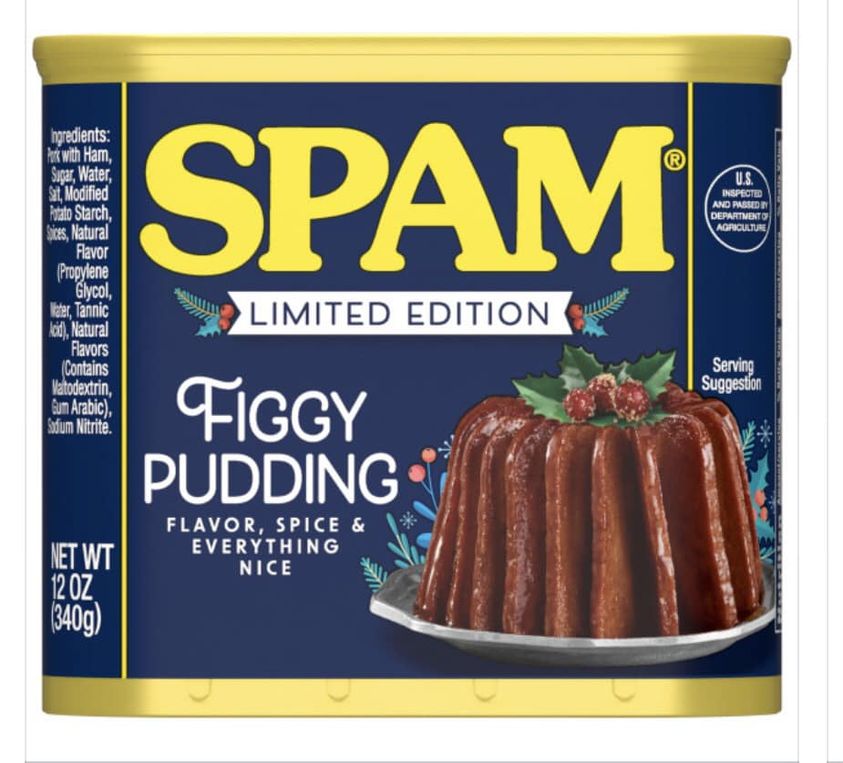 SPAM®
LIMITED EDITION
FIGGY
PUDDING
FLAVOR, SPICE &
EVERYTHING
NICE
Ingredients:
Pork with Ham,
Sugar, Water,
Salt, Modified
Potato Starch,
Spices, Natural
Flavor
(Propylene
Glycol,
Water, Tannic
Acid), Natural
Flavors
(Contains
Maltodextrin,
Gum Arabic),
Sodium Nitrite.
NET WT
12 OZ
(340g)
U.S.
INSPECTED
AND PASSED BY
DEPARTMENT OF
AGRICULTURE
Serving
Suggestion